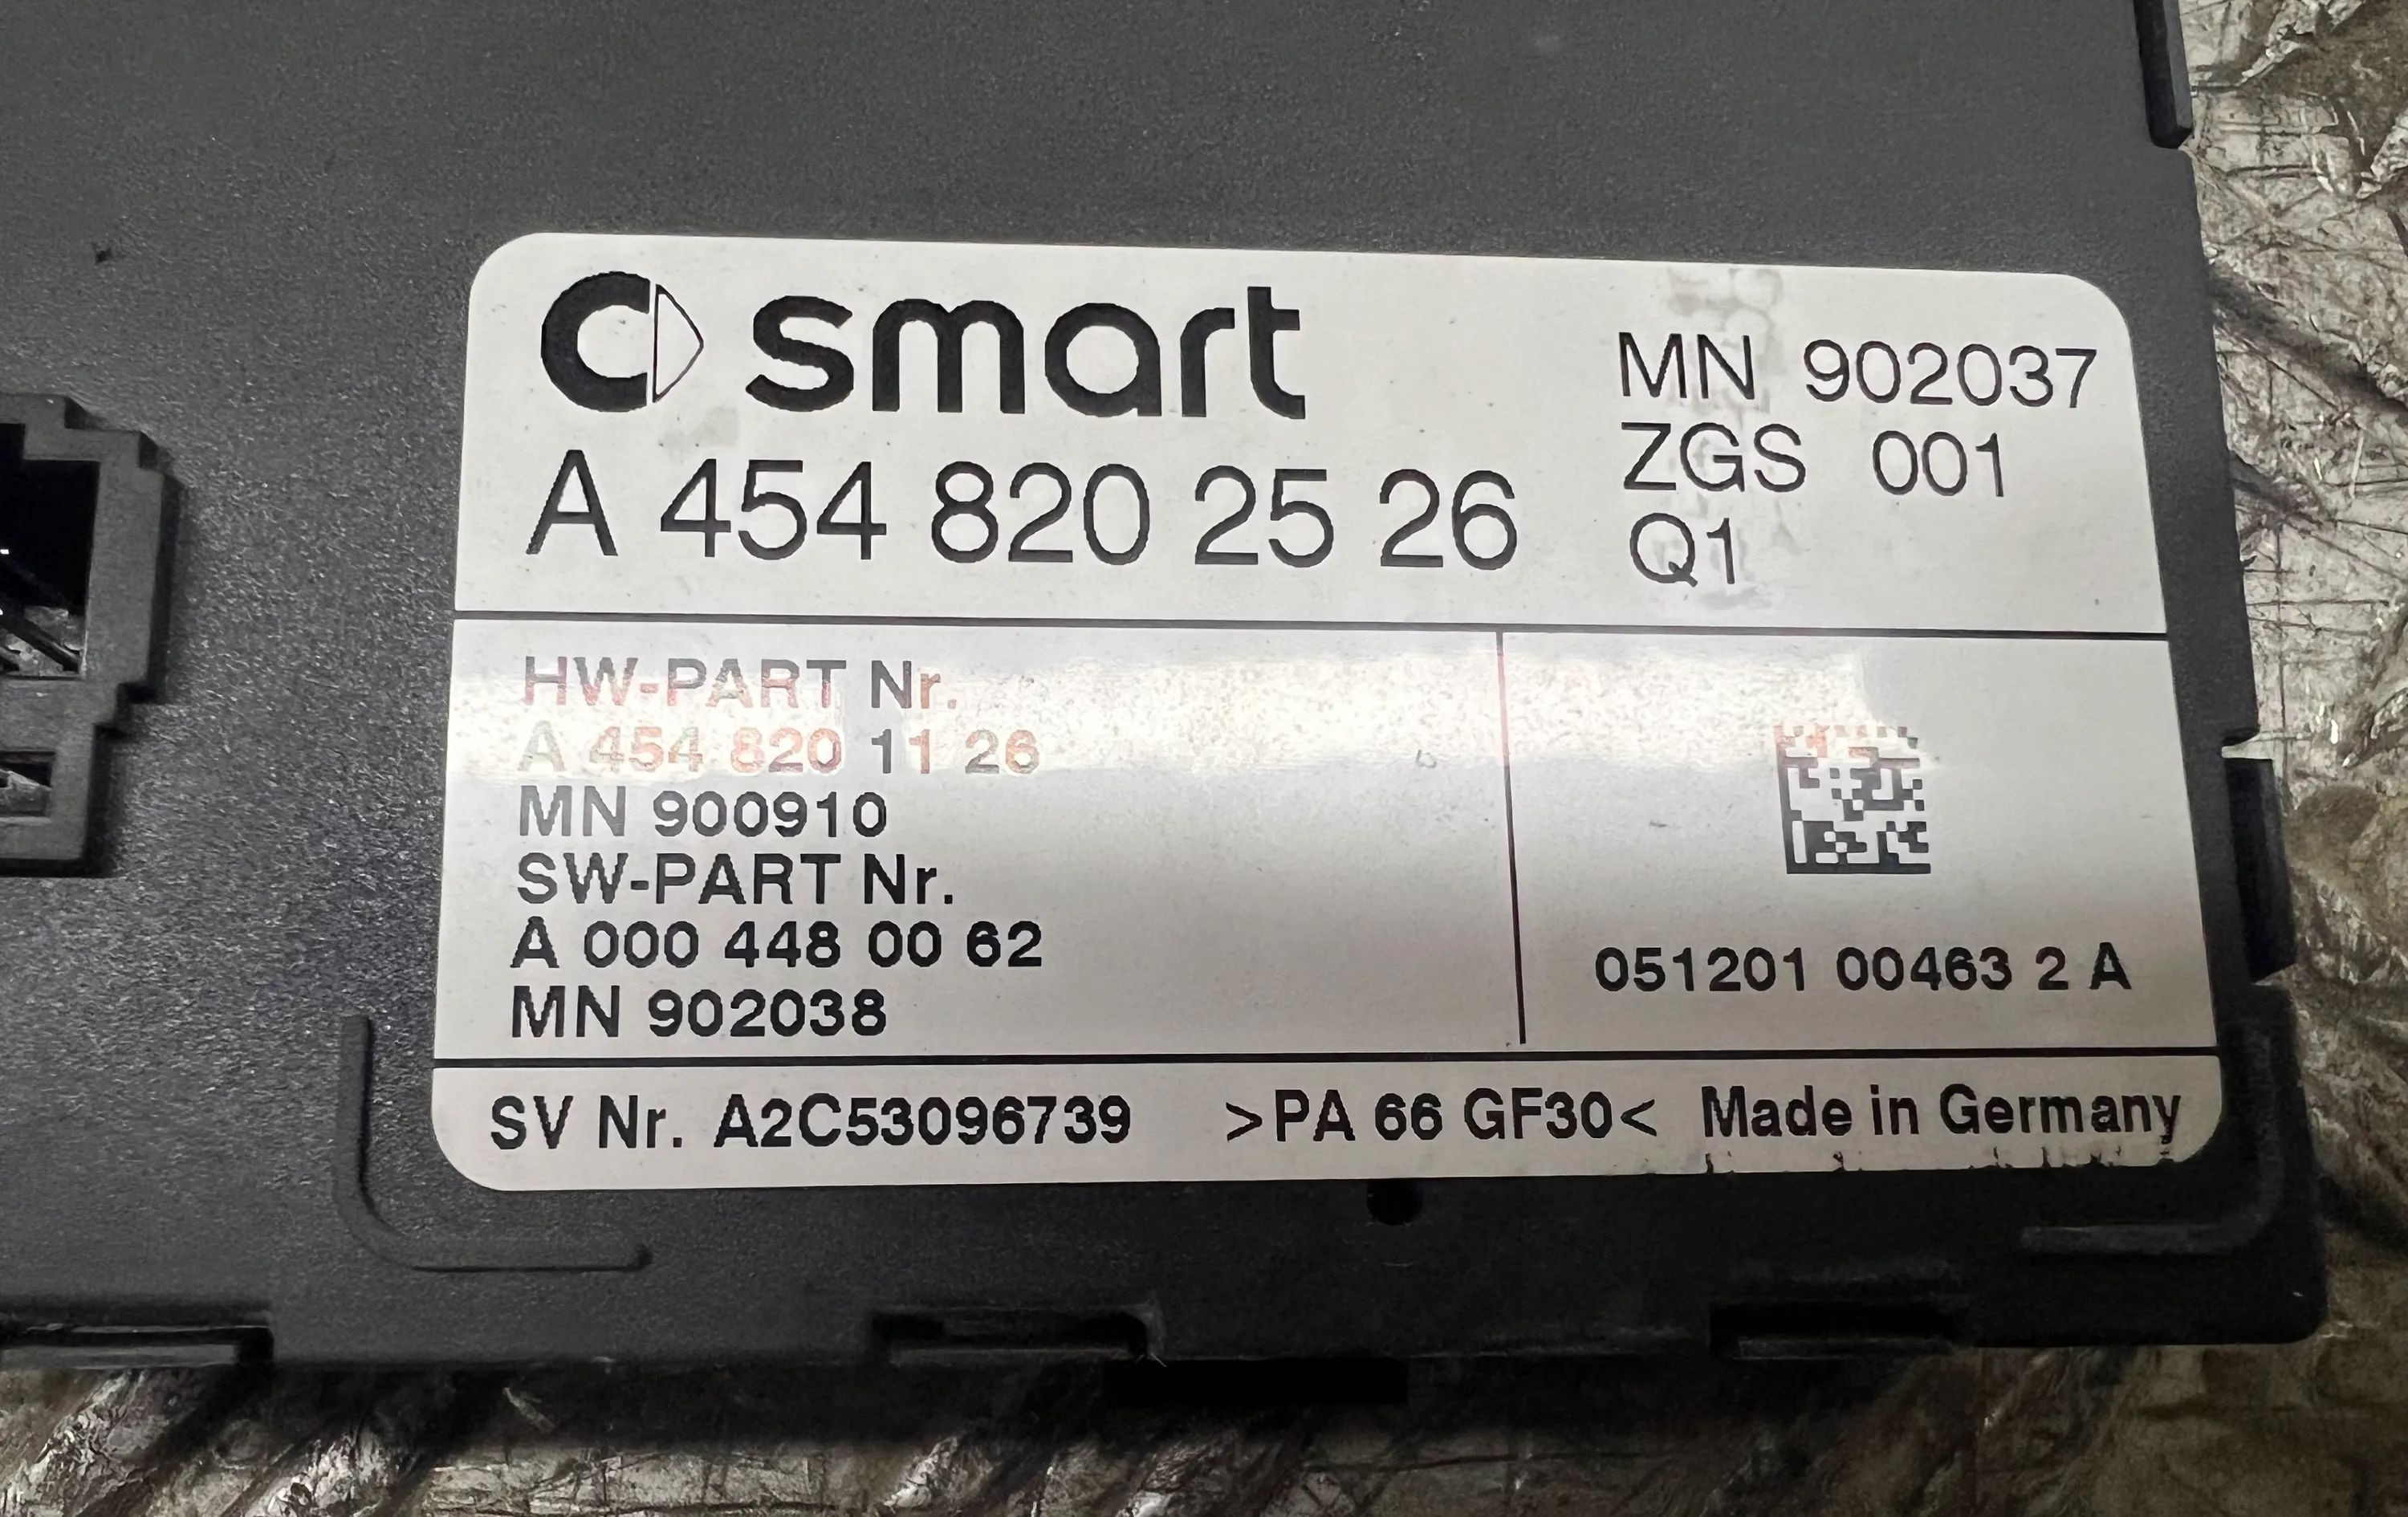 smart
A 454 820 25 26
MN 902037
ZGS 001
Q1
HW-PART Nr.
A 454 820 11 26
MN 900910
SW-PART Nr.
A 000 448 00 62
MN 902038
051201 00463 2 A
SV Nr. A2C53096739 >PA 66 GF30< Made in Germany